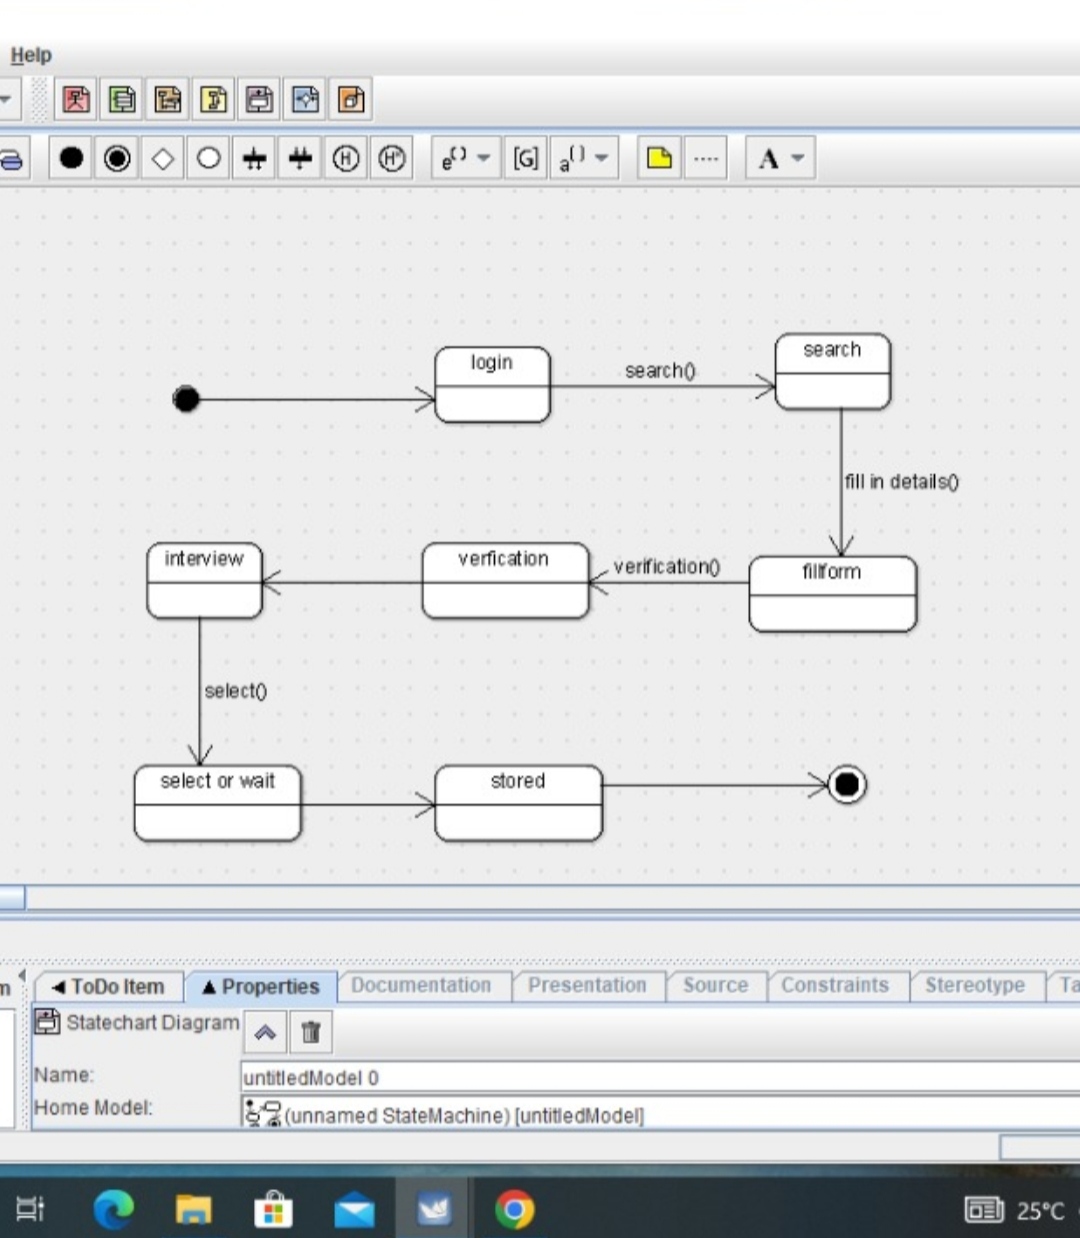 Help
H
H*
e()
[G]
a()
A
login
search()
search
fill in details()
interview
verfication
verification()
fillform
select()
select or wait
stored
m
ToDo Item
Properties
Documentation
Presentation
Source
Constraints
Stereotype
Ta
Statechart Diagram
Name:
untitledModel 0
Home Model:
(unnamed StateMachine) [untitledModel]
25°C